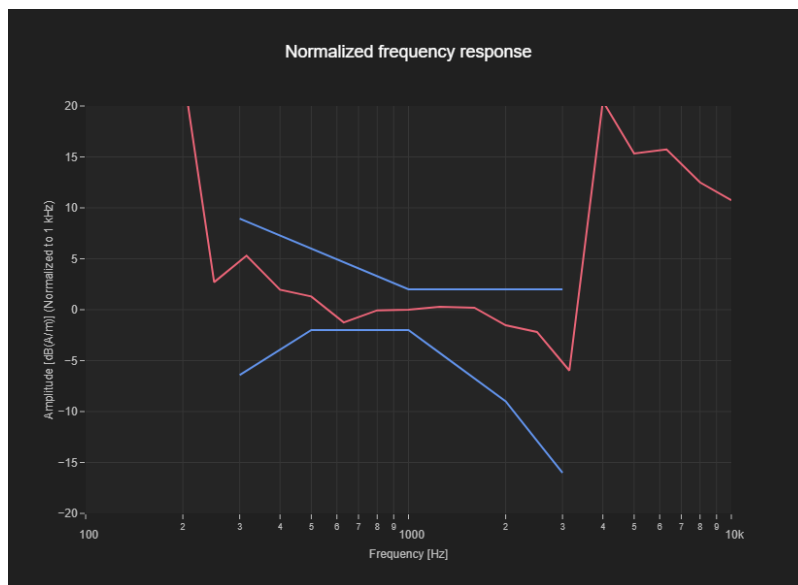 Normalized frequency response
Amplitude [dB(A/m)] (Normalized to 1 kHz)
20
15
10
5
0
−5
−10
−15
−20
100 2 3 4 5 6 7 8 9 1000 2 3 4 5 6 7 8 9 10k
Frequency [Hz]